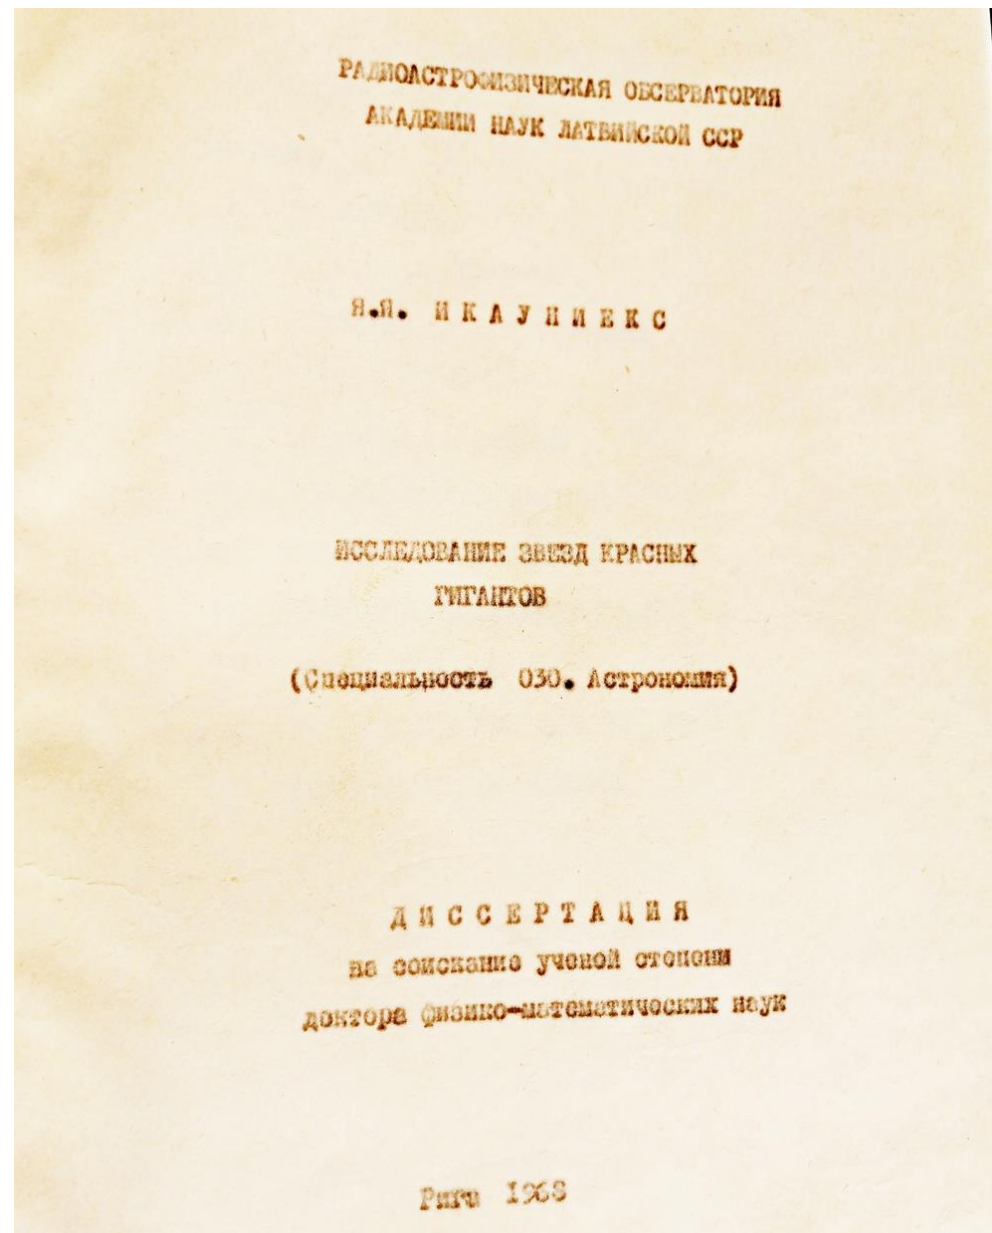 РАДИОАСТРОФИЗИЧЕСКАЯ ОБСЕРВАТОРИЯ
АКАДЕМИИ НАУК ЛАТВИЙСКОЙ ССР
Я.Я. ИКАУНИЕКС
ИССЛЕДОВАНИЕ ЗВЕЗД КРАСНЫХ
ГИГАНТОВ
(Специальность 030. Астрономия)
ДИССЕРТАЦИЯ
на соискание ученой степени
доктора физико-математических наук
Рига 1968